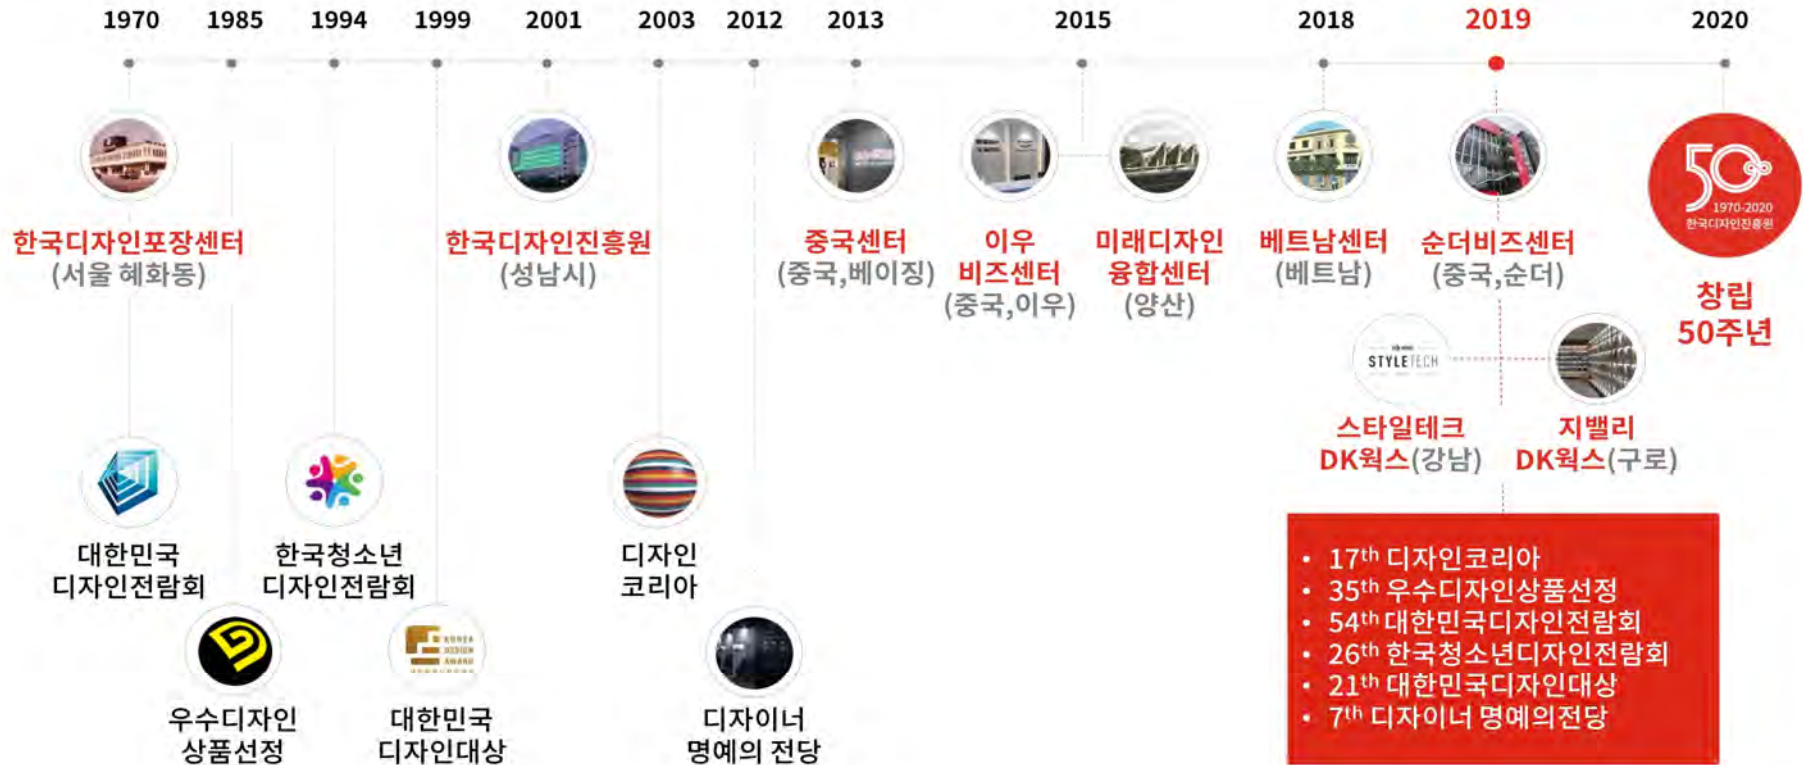 1970 1985 1994 1999 2001 2003 2012 2013 2015 2018 2019 2020
한국디자인포장센터
(서울 혜화동)
한국디자인진흥원
(성남시)
중국센터
(중국,베이징)
이우
비즈센터
(중국,이우)
미래디자인
융합센터
(양산)
베트남센터
(베트남)
순더비즈센터
(중국,순더)
50
1970-2020
한국디자인진흥원
창립
50주년
STYLETECH
스타일테크
DK웍스(강남)
지밸리
DK웍스(구로)
대한민국
디자인전람회
한국청소년
디자인전람회
디자인
코리아
우수디자인
상품선정
KOREA
DESIGN
AWARD
대한민국
디자인대상
디자이너
명예의 전당
• 17th 디자인코리아
• 35th 우수디자인상품선정
• 54th 대한민국디자인전람회
• 26th 한국청소년디자인전람회
• 21th 대한민국디자인대상
• 7th 디자이너 명예의전당